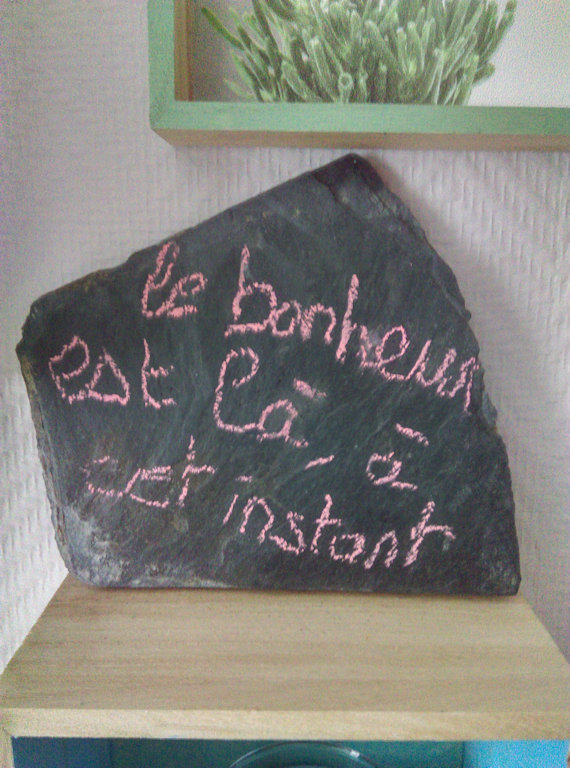 le bonheur
est là, à
cet instant